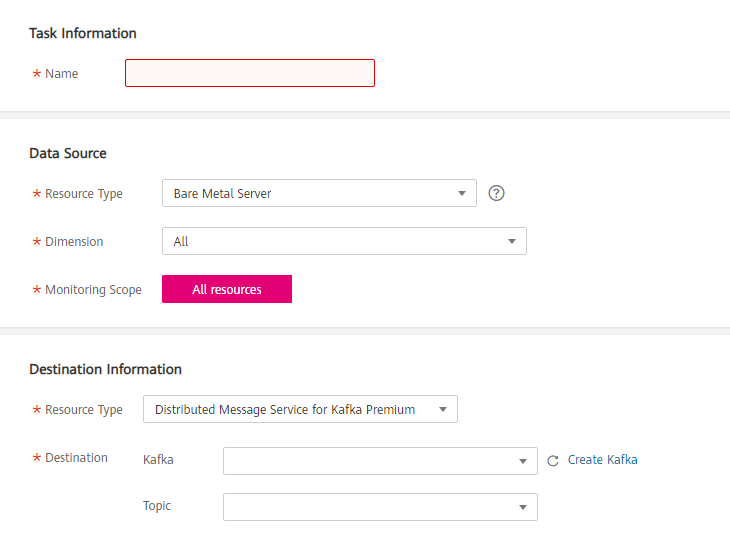 Task Information
* Name
Data Source
* Resource Type Bare Metal Server ?
* Dimension All
* Monitoring Scope All resources
Destination Information
* Resource Type Distributed Message Service for Kafka Premium
* Destination Kafka Create Kafka
Topic